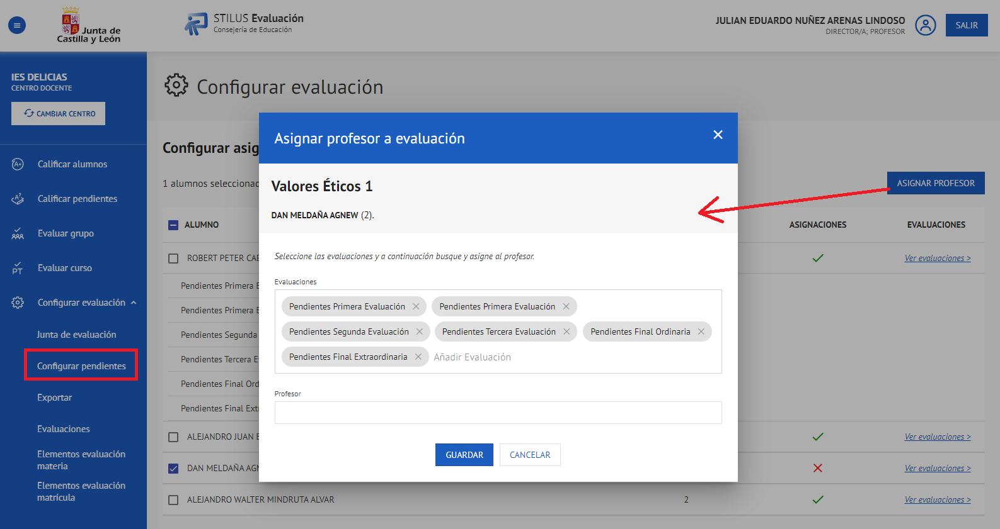 Junta de
Castilla y León
STILUS Evaluación
Consejería de Educación
JULIAN EDUARDO NUÑEZ ARENAS LINDOSO
DIRECTOR/A; PROFESOR
SALIR
IES DELICIAS
CENTRO DOCENTE
CAMBIAR CENTRO
Calificar alumnos
Calificar pendientes
Evaluar grupo
Evaluar curso
PT
Configurar evaluación
Junta de evaluación
Configurar pendientes
Exportar
Evaluaciones
Elementos evaluación
materia
Elementos evaluación
matrícula
Configurar evaluación
Configurar asig
1 alumnos seleccionad
ASIGNAR PROFESOR
ALUMNO
ASIGNACIONES
EVALUACIONES
ROBERT PETER CAB
Ver evaluaciones >
Pendientes Primera E
Pendientes Primera E
Pendientes Segunda
Pendientes Tercera E
Pendientes Final Ord
Pendientes Final Ext
ALEJANDRO JUAN E
Ver evaluaciones >
DAN MELDAÑA AGN
Ver evaluaciones >
ALEJANDRO WALTER MINDRUTA ALVAR
2
Ver evaluaciones >
Asignar profesor a evaluación
Valores Éticos 1
DAN MELDAÑA AGNEW (2).
Seleccione las evaluaciones y a continuación busque y asigne al profesor.
Evaluaciones
Pendientes Primera Evaluación Pendientes Primera Evaluación
Pendientes Segunda Evaluación Pendientes Tercera Evaluación Pendientes Final Ordinaria
Pendientes Final Extraordinaria Añadir Evaluación
Profesor
GUARDAR
CANCELAR